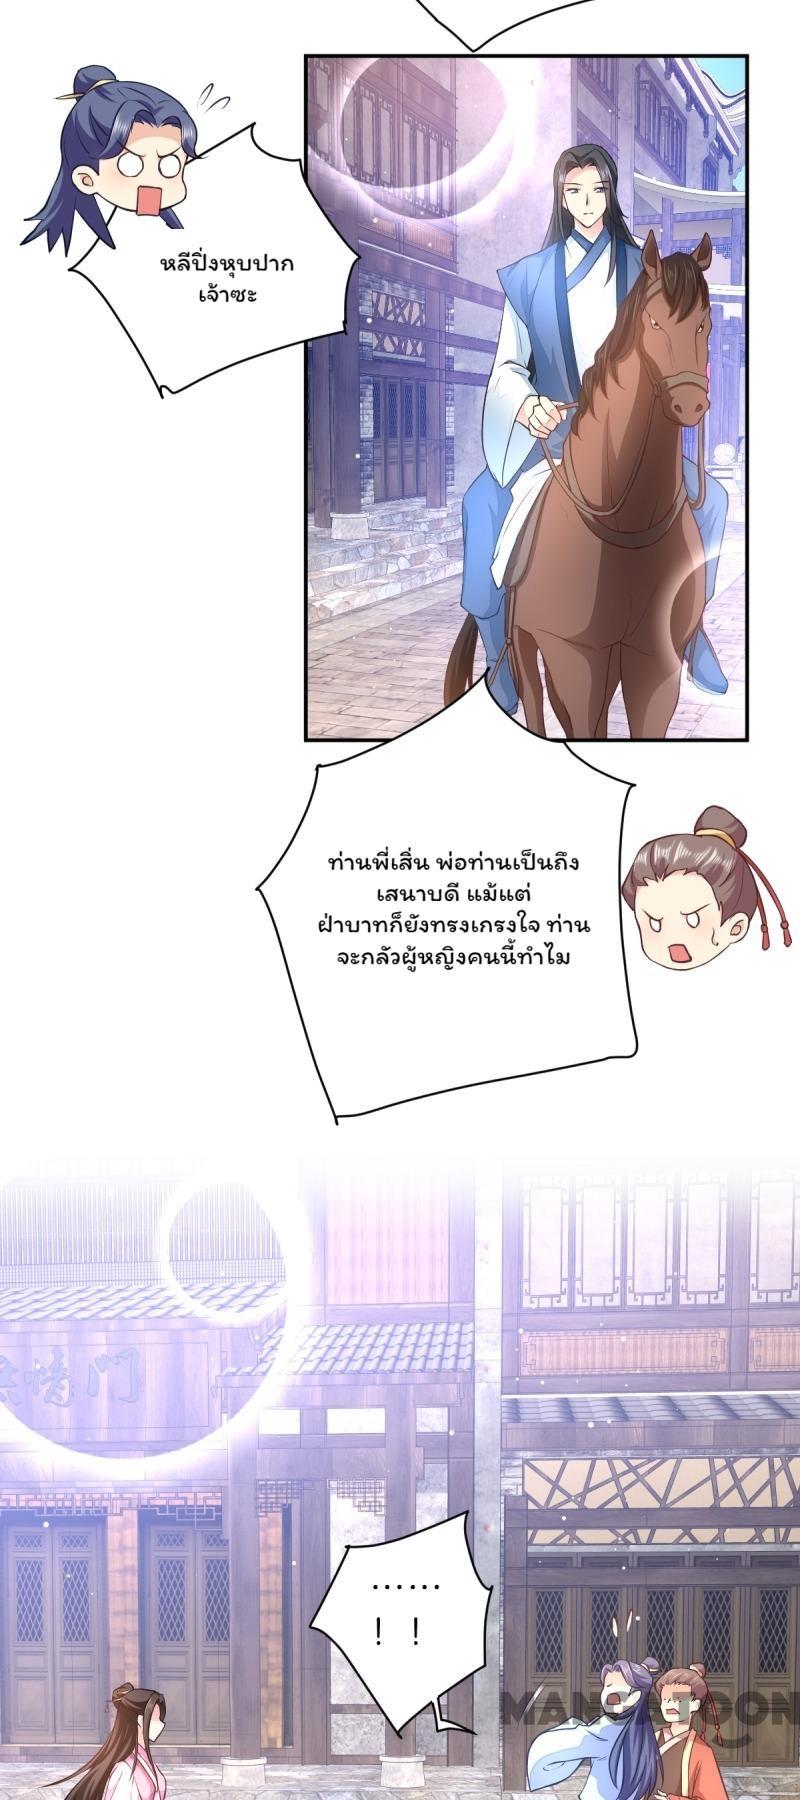 หลีปิ่งหุบปาก
เจ้าซะ
ท่านพี่เสิ่น พ่อท่านเป็นถึง
เสนาบดี แม้แต่
ฝ่าบาทก็ยังทรงเกรงใจ ท่าน
จะกลัวผู้หญิงคนนี้ทำไม
情門
......
! !
MANGATOON